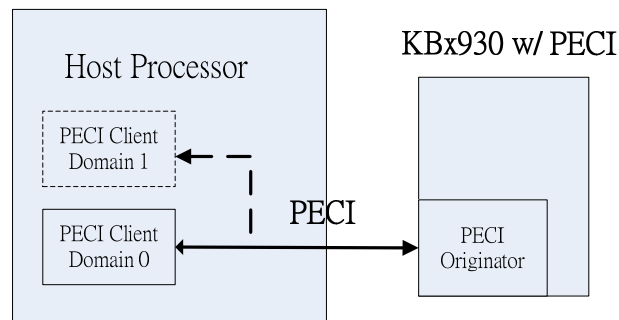 KBx930 w/ PECI
Host Processor
PECI Client
Domain 1
PECI
PECI Client
Domain 0
PECI
Originator